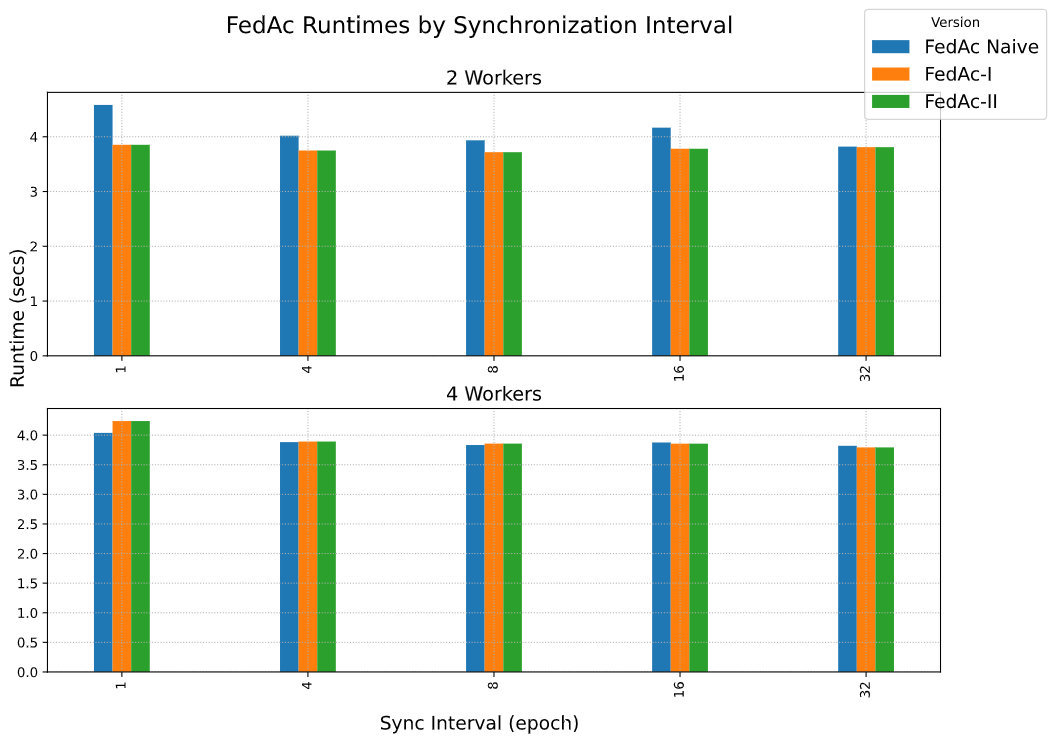 FedAc Runtimes by Synchronization Interval
Version
FedAc Naive
FedAc-I
FedAc-II
2 Workers
4
3
2
1
0
1
4
8
16
32
Runtime (secs)
4 Workers
4.0
3.5
3.0
2.5
2.0
1.5
1.0
0.5
0.0
1
4
8
16
32
Sync Interval (epoch)